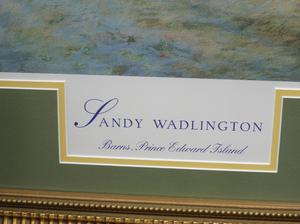 SANDY WADLINGTON
Barns, Prince Edward Island